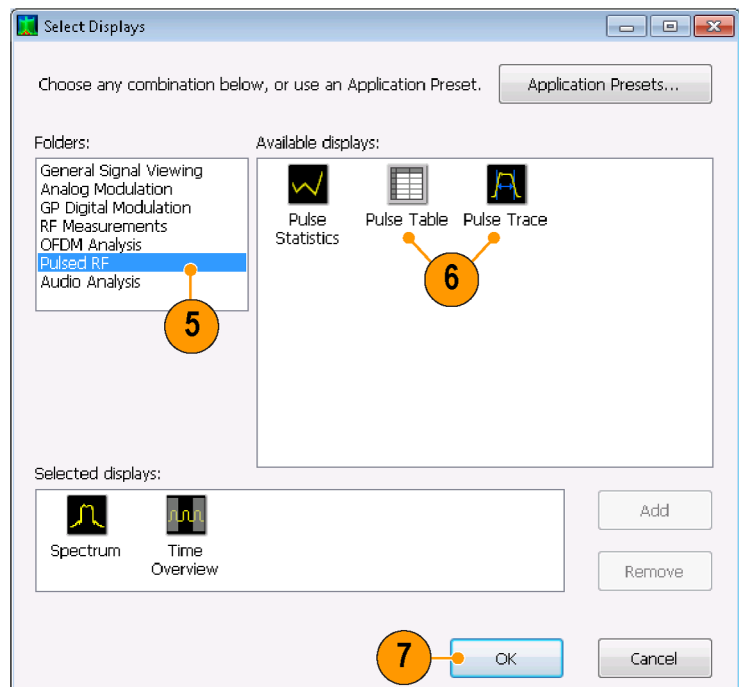 Select Displays
Choose any combination below, or use an Application Preset.
Application Presets...
Folders:
Available displays:
General Signal Viewing
Analog Modulation
GP Digital Modulation
RF Measurements
OFDM Analysis
Pulsed RF
Audio Analysis
5
Pulse
Statistics
Pulse Table
Pulse Trace
6
Selected displays:
Spectrum
Time
Overview
Add
Remove
7
OK
Cancel